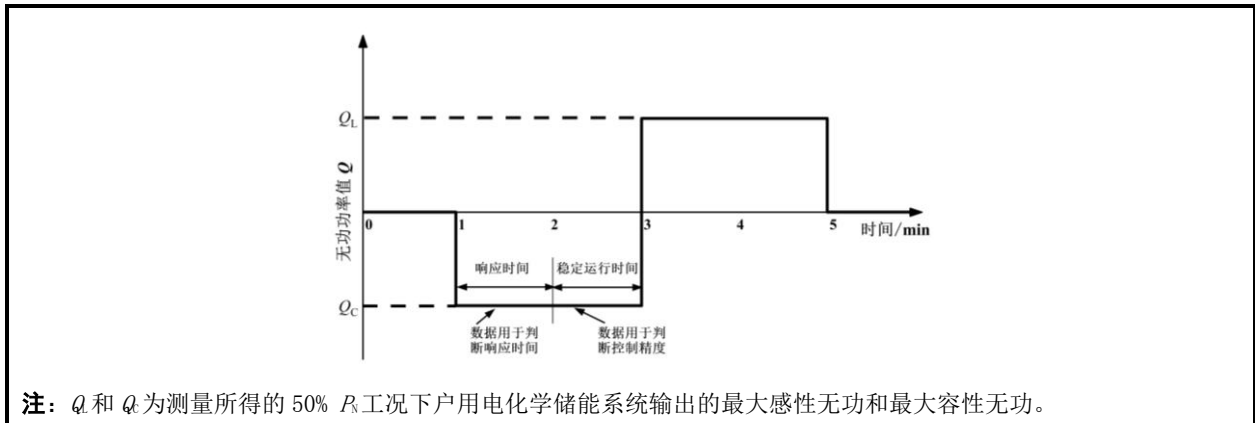 Q_L
无功功率值 Q
0
1
2
3
4
5
时间/min
响应时间
稳定运行时间
Q_C
数据用于判
断响应时间
数据用于判
断控制精度
注：Q_L和 Q_C为测量所得的 50% P_N工况下户用电化学储能系统输出的最大感性无功和最大容性无功。